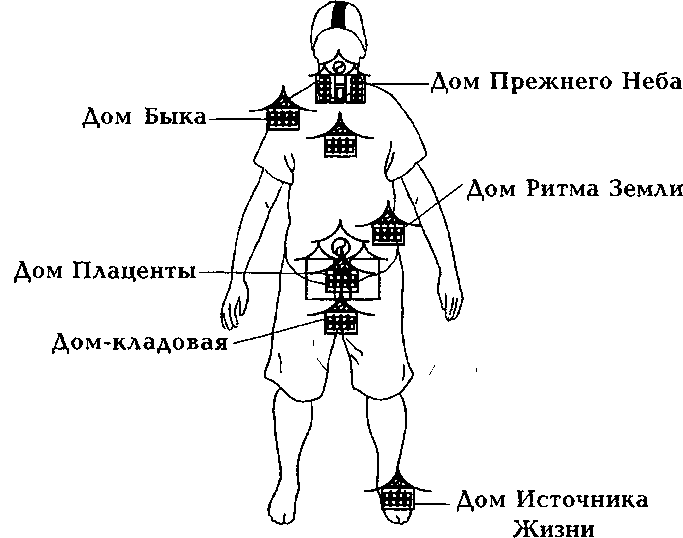 Дом Прежнего Неба
Дом Быка
Дом Ритма Земли
Дом Плаценты
Дом-кладовая
Дом Источника
Жизни